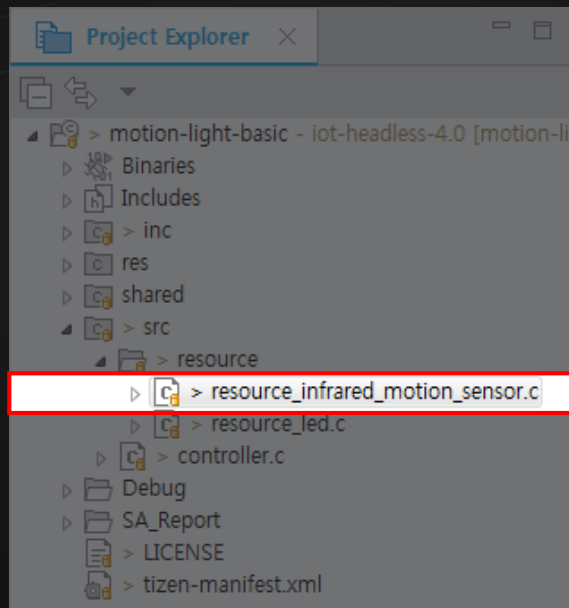 Project Explorer
> motion-light-basic - iot-headless-4.0 [motion-li
Binaries
Includes
> inc
res
shared
> src
> resource
> resource_infrared_motion_sensor.c
> resource_led.c
> controller.c
Debug
SA_Report
> LICENSE
> tizen-manifest.xml